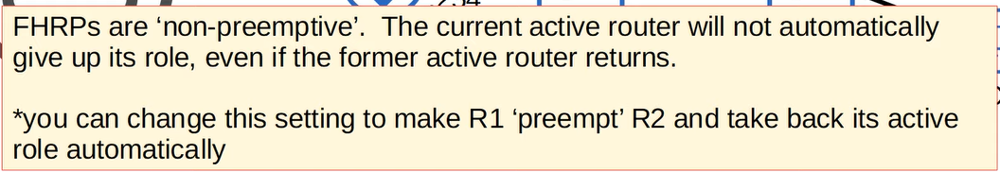 .254
FHRPs are ‘non-preemptive’.  The current active router will not automatically
give up its role, even if the former active router returns.
*you can change this setting to make R1 ‘preempt’ R2 and take back its active
role automatically